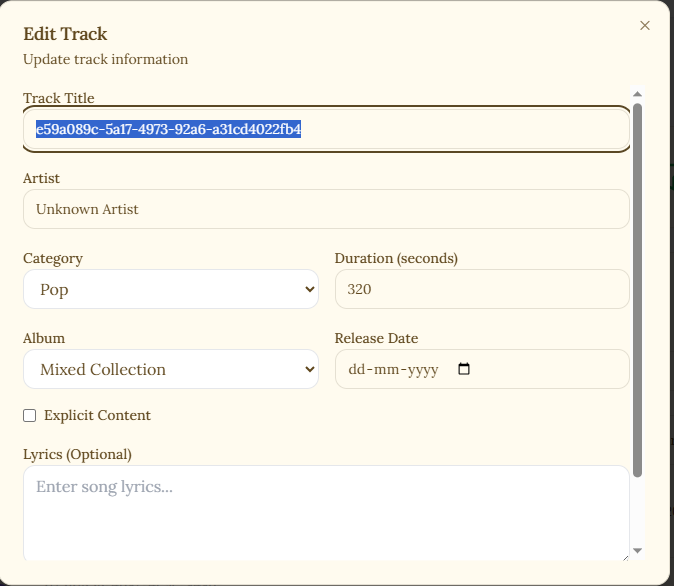 Edit Track
Update track information
Track Title
e59a089c-5a17-4973-92a6-a31cd4022fb4
Artist
Unknown Artist
Category
Duration (seconds)
Pop
320
Album
Release Date
Mixed Collection
dd-mm-yyyy
Explicit Content
Lyrics (Optional)
Enter song lyrics...